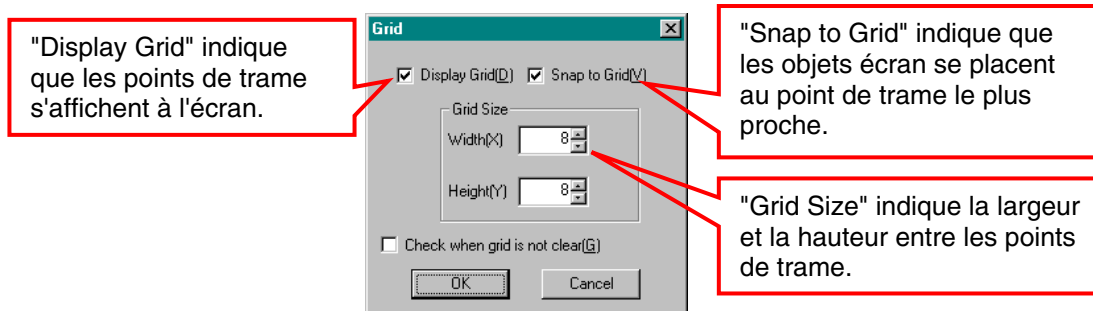 "Display Grid" indique
que les points de trame
s'affichent à l'écran.
Grid
Display Grid(D) Snap to Grid(V)
Grid Size
Width(X) 8
Height(Y) 8
Check when grid is not clear(G)
OK Cancel
"Snap to Grid" indique que
les objets écran se placent
au point de trame le plus
proche.
"Grid Size" indique la largeur
et la hauteur entre les points
de trame.